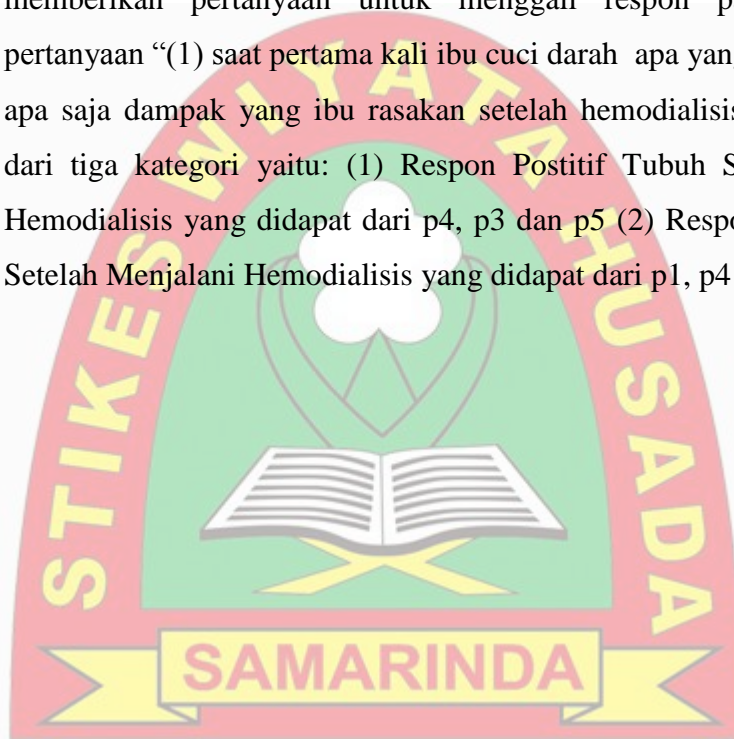 memberikan pertanyaan untuk menggali respon p
pertanyaan “(1) saat pertama kali ibu cuci darah apa yang
apa saja dampak yang ibu rasakan setelah hemodialisis
dari tiga kategori yaitu: (1) Respon Postitif Tubuh S
Hemodialisis yang didapat dari p4, p3 dan p5 (2) Respo
Setelah Menjalani Hemodialisis yang didapat dari p1, p4
STIKES WIYATA HUSADA
SAMARINDA